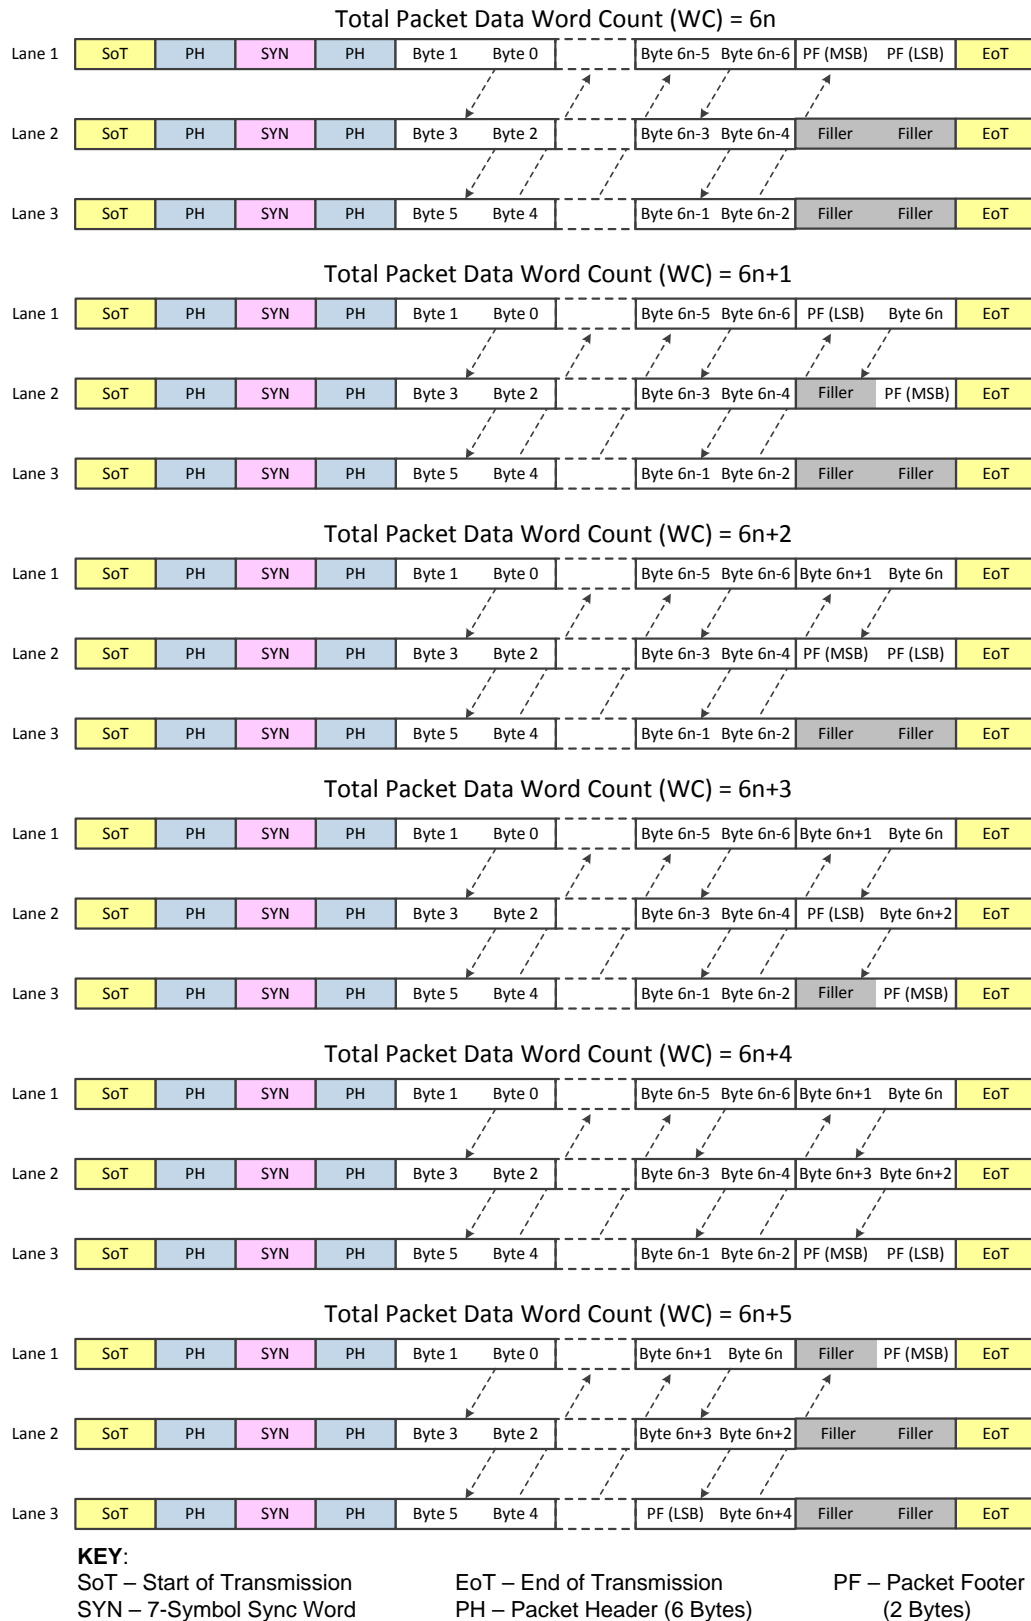 Total Packet Data Word Count (WC) = 6n
Lane 1 SoT PH SYN PH Byte 1 Byte 0 Byte 6n-5 Byte 6n-6 PF (MSB) PF (LSB) EoT
Lane 2 SoT PH SYN PH Byte 3 Byte 2 Byte 6n-3 Byte 6n-4 Filler Filler EoT
Lane 3 SoT PH SYN PH Byte 5 Byte 4 Byte 6n-1 Byte 6n-2 Filler Filler EoT
Total Packet Data Word Count (WC) = 6n+1
Lane 1 SoT PH SYN PH Byte 1 Byte 0 Byte 6n-5 Byte 6n-6 PF (LSB) Byte 6n EoT
Lane 2 SoT PH SYN PH Byte 3 Byte 2 Byte 6n-3 Byte 6n-4 Filler PF (MSB) EoT
Lane 3 SoT PH SYN PH Byte 5 Byte 4 Byte 6n-1 Byte 6n-2 Filler Filler EoT
Total Packet Data Word Count (WC) = 6n+2
Lane 1 SoT PH SYN PH Byte 1 Byte 0 Byte 6n-5 Byte 6n-6 Byte 6n+1 Byte 6n EoT
Lane 2 SoT PH SYN PH Byte 3 Byte 2 Byte 6n-3 Byte 6n-4 PF (MSB) PF (LSB) EoT
Lane 3 SoT PH SYN PH Byte 5 Byte 4 Byte 6n-1 Byte 6n-2 Filler Filler EoT
Total Packet Data Word Count (WC) = 6n+3
Lane 1 SoT PH SYN PH Byte 1 Byte 0 Byte 6n-5 Byte 6n-6 Byte 6n+1 Byte 6n EoT
Lane 2 SoT PH SYN PH Byte 3 Byte 2 Byte 6n-3 Byte 6n-4 PF (LSB) Byte 6n+2 EoT
Lane 3 SoT PH SYN PH Byte 5 Byte 4 Byte 6n-1 Byte 6n-2 Filler PF (MSB) EoT
Total Packet Data Word Count (WC) = 6n+4
Lane 1 SoT PH SYN PH Byte 1 Byte 0 Byte 6n-5 Byte 6n-6 Byte 6n+1 Byte 6n EoT
Lane 2 SoT PH SYN PH Byte 3 Byte 2 Byte 6n-3 Byte 6n-4 Byte 6n+3 Byte 6n+2 EoT
Lane 3 SoT PH SYN PH Byte 5 Byte 4 Byte 6n-1 Byte 6n-2 PF (MSB) PF (LSB) EoT
Total Packet Data Word Count (WC) = 6n+5
Lane 1 SoT PH SYN PH Byte 1 Byte 0 Byte 6n+1 Byte 6n Filler PF (MSB) EoT
Lane 2 SoT PH SYN PH Byte 3 Byte 2 Byte 6n+3 Byte 6n+2 Filler Filler EoT
Lane 3 SoT PH SYN PH Byte 5 Byte 4 PF (LSB) Byte 6n+4 Filler Filler EoT
KEY:
SoT – Start of Transmission EoT – End of Transmission PF – Packet Footer
SYN – 7-Symbol Sync Word PH – Packet Header (6 Bytes) (2 Bytes)